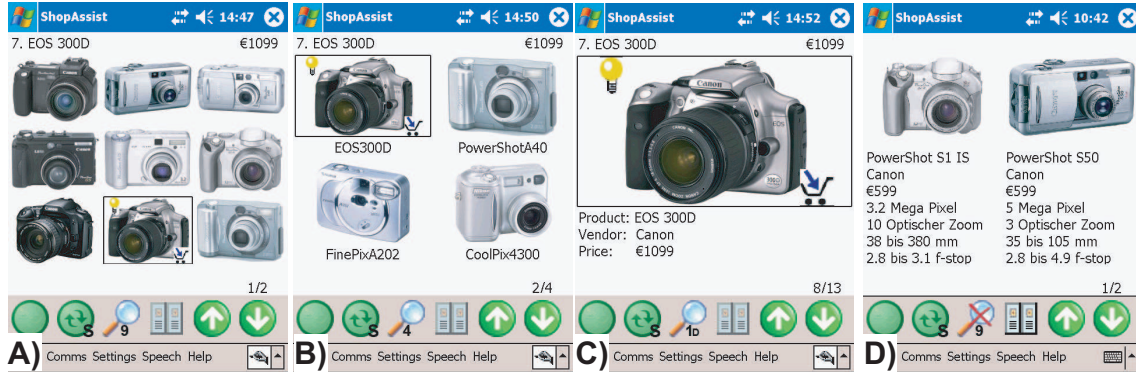 ShopAssist 14:47
7. EOS 300D €1099
1/2
S 9
A) Comms Settings Speech Help
ShopAssist 14:50
7. EOS 300D €1099
EOS300D PowerShotA40
FinePixA202 CoolPix4300
2/4
S 4
B) Comms Settings Speech Help
ShopAssist 14:52
7. EOS 300D €1099
Canon
EOS
Product: EOS 300D
Vendor: Canon
Price: €1099
8/13
S 1D
C) Comms Settings Speech Help
ShopAssist 10:42
PowerShot S1 IS PowerShot S50
Canon Canon
€599 €599
3.2 Mega Pixel 5 Mega Pixel
10 Optischer Zoom 3 Optischer Zoom
38 bis 380 mm 35 bis 105 mm
2.8 bis 3.1 f-stop 2.8 bis 4.9 f-stop
1/2
S 9
D) Comms Settings Speech Help